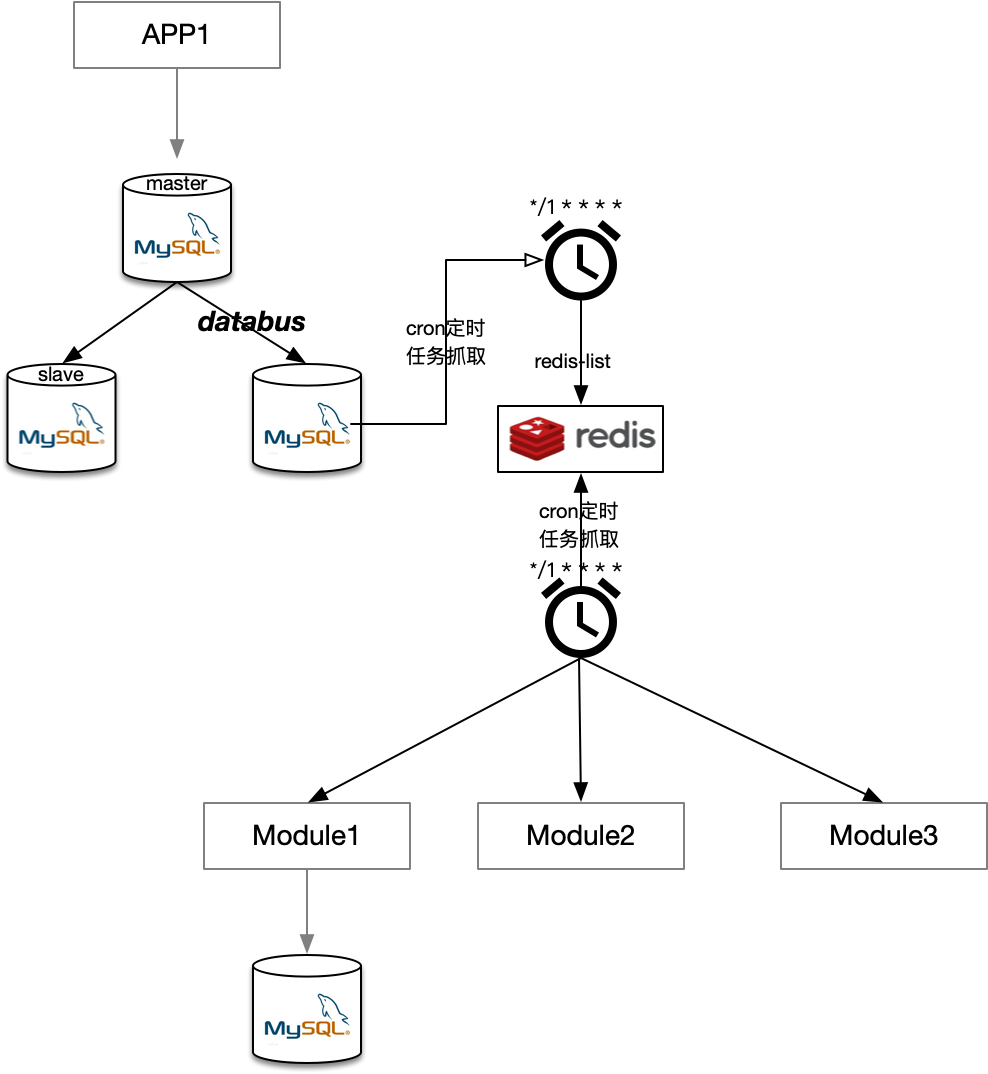 APP1
master
MySQL
databus
*/1 * * * *
cron定时
任务抓取
redis-list
slave
MySQL
MySQL
redis
cron定时
任务抓取
*/1 * * * *
Module1
Module2
Module3
MySQL